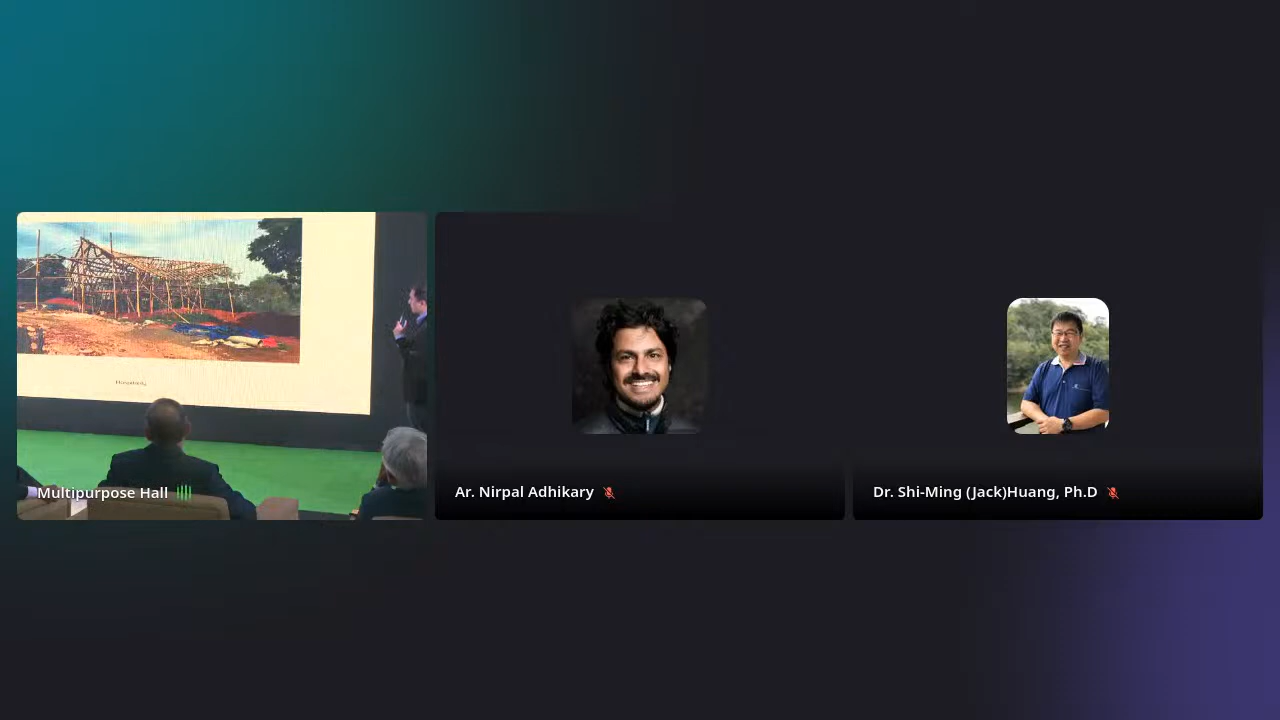 Multipurpose Hall
Ar. Nirpal Adhikary
Dr. Shi-Ming (Jack)Huang, Ph.D